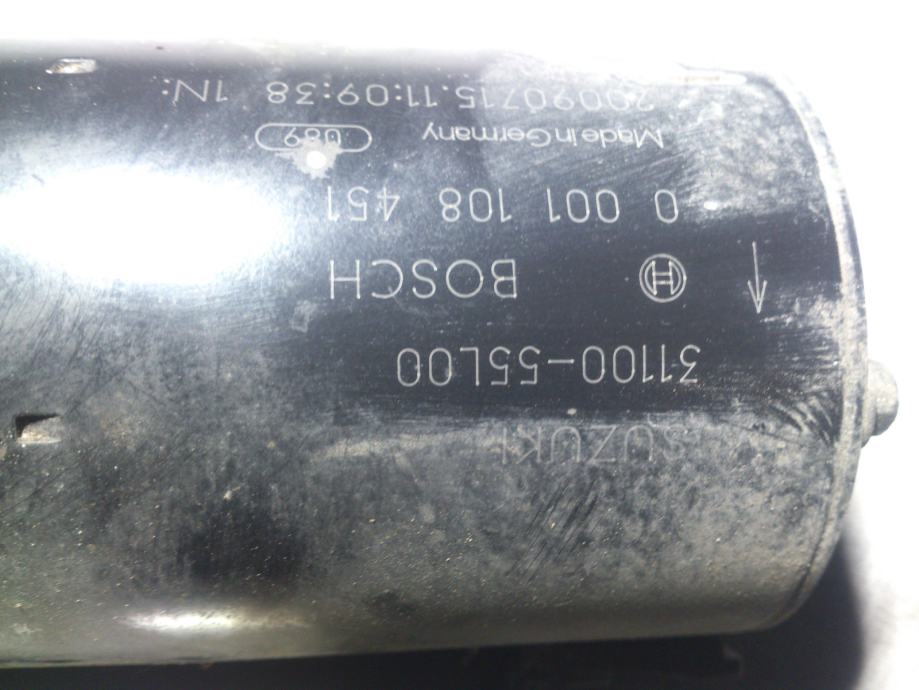 SUZUKI
31100-55L00
BOSCH
0 001 108 451
Made in Germany 089
20090715.11:09:38 1N: